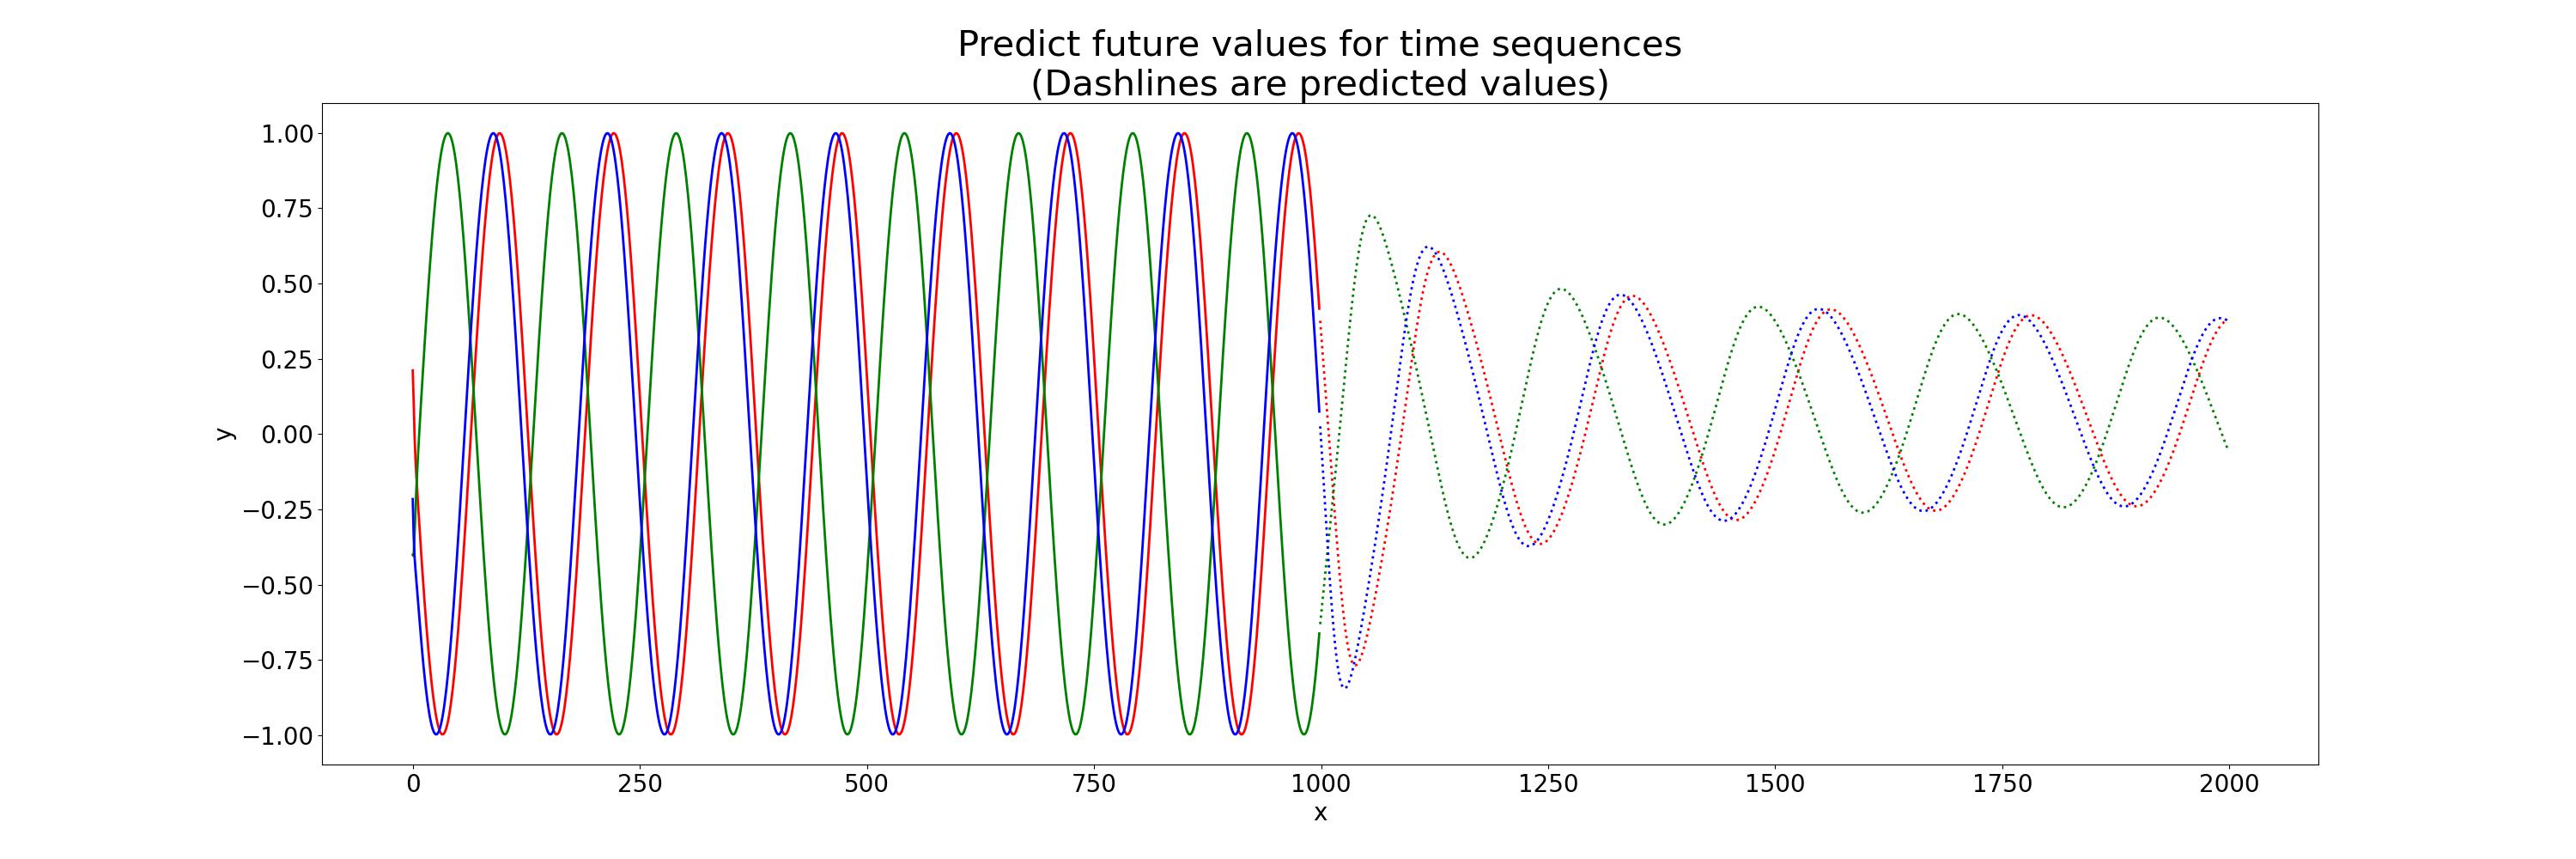 Predict future values for time sequences
(Dashlines are predicted values)
1.00
0.75
0.50
0.25
0.00
−0.25
−0.50
−0.75
−1.00
y
0 250 500 750 1000 1250 1500 1750 2000
x